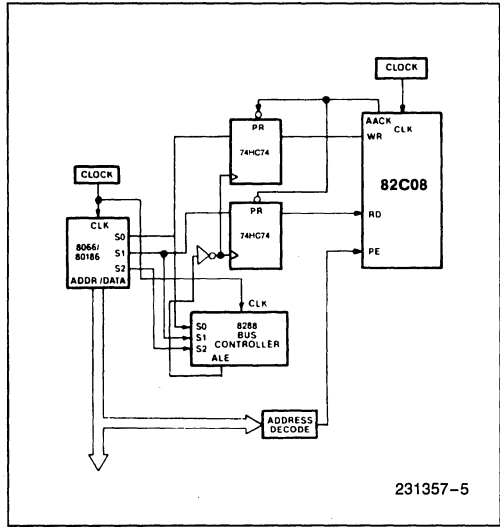 CLOCK
AACK
CLK
PR
74HC74
WR
82C08
CLOCK
PR
74HC74
RD
CLK
8066/
80186
S0
S1
S2
ADDR/DATA
PE
CLK
S0
S1
S2
8288
BUS
CONTROLLER
ALE
ADDRESS
DECODE
231357-5